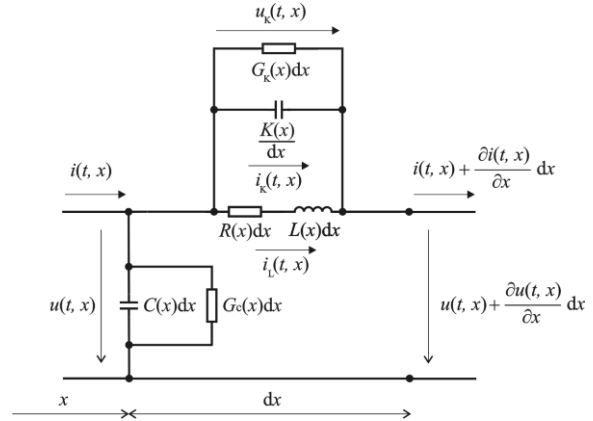 u_K(t, x)
G_K(x)dx
K(x)
dx
i(t, x)
i_K(t, x)
i(t, x) + ∂i(t, x)/∂x dx
R(x)dx L(x)dx
i_L(t, x)
u(t, x)
C(x)dx
G_c(x)dx
u(t, x) + ∂u(t, x)/∂x dx
x
dx